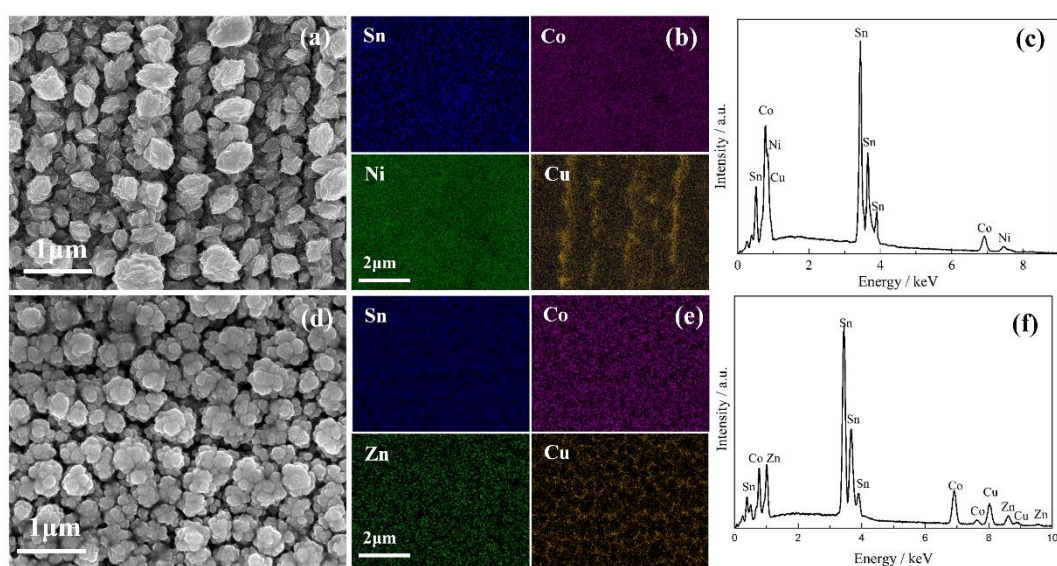 (a)
1μm
Sn
Co
(b)
Ni
Cu
2μm
(c)
Intensity / a.u.
Sn
Co
Ni
Sn
Cu
Sn
Sn
Co
Ni
0 2 4 6 8
Energy / keV
(d)
1μm
Sn
Co
(e)
Zn
Cu
2μm
(f)
Intensity / a.u.
Sn
Sn
Co Zn
Sn
Sn
Co
Cu
Co
Zn
Cu
Zn
0 2 4 6 8 10
Energy / keV